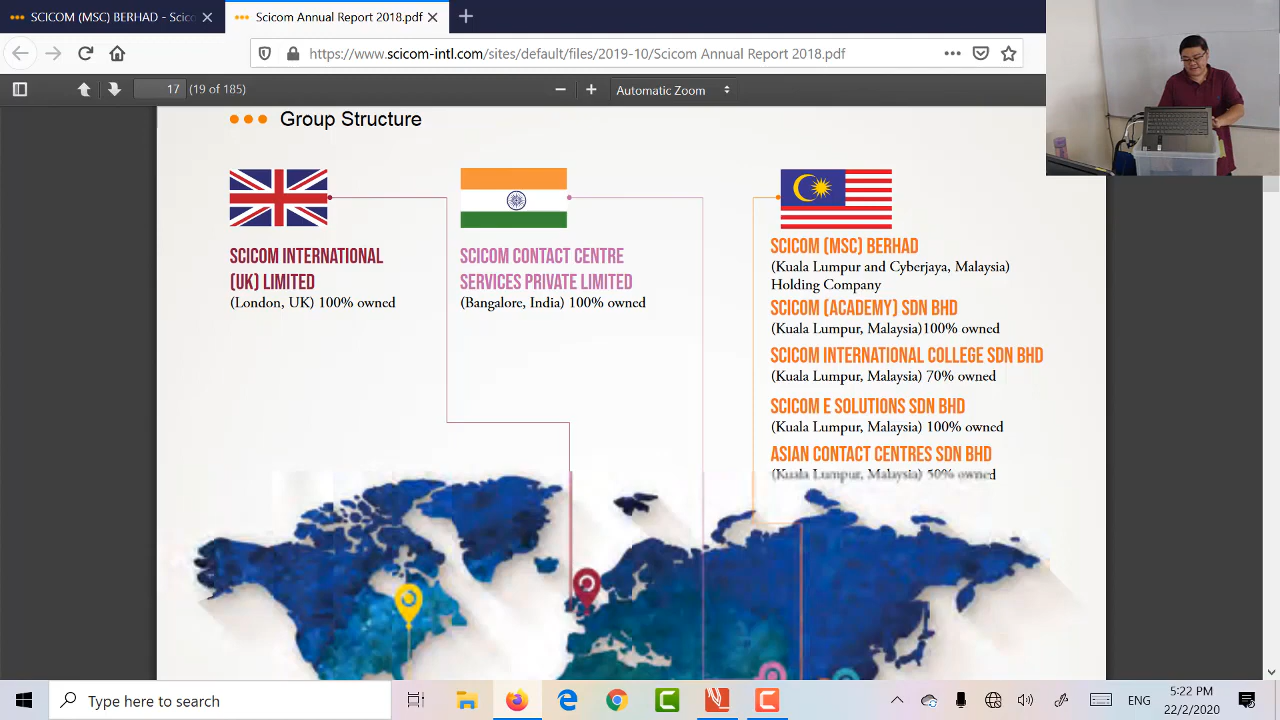 SCICOM (MSC) BERHAD - Scico
Scicom Annual Report 2018.pdf
https://www.scicom-intl.com/sites/default/files/2019-10/Scicom Annual Report 2018.pdf
17 (19 of 185)
Automatic Zoom
Group Structure
SCICOM INTERNATIONAL
(UK) LIMITED
(London, UK) 100% owned
SCICOM CONTACT CENTRE
SERVICES PRIVATE LIMITED
(Bangalore, India) 100% owned
SCICOM (MSC) BERHAD
(Kuala Lumpur and Cyberjaya, Malaysia)
Holding Company
SCICOM (ACADEMY) SDN BHD
(Kuala Lumpur, Malaysia)100% owned
SCICOM INTERNATIONAL COLLEGE SDN BHD
(Kuala Lumpur, Malaysia) 70% owned
SCICOM E SOLUTIONS SDN BHD
(Kuala Lumpur, Malaysia) 100% owned
ASIAN CONTACT CENTRES SDN BHD
(Kuala Lumpur, Malaysia) 50% owned
Type here to search
ENG
5:22 PM
22/2/2020